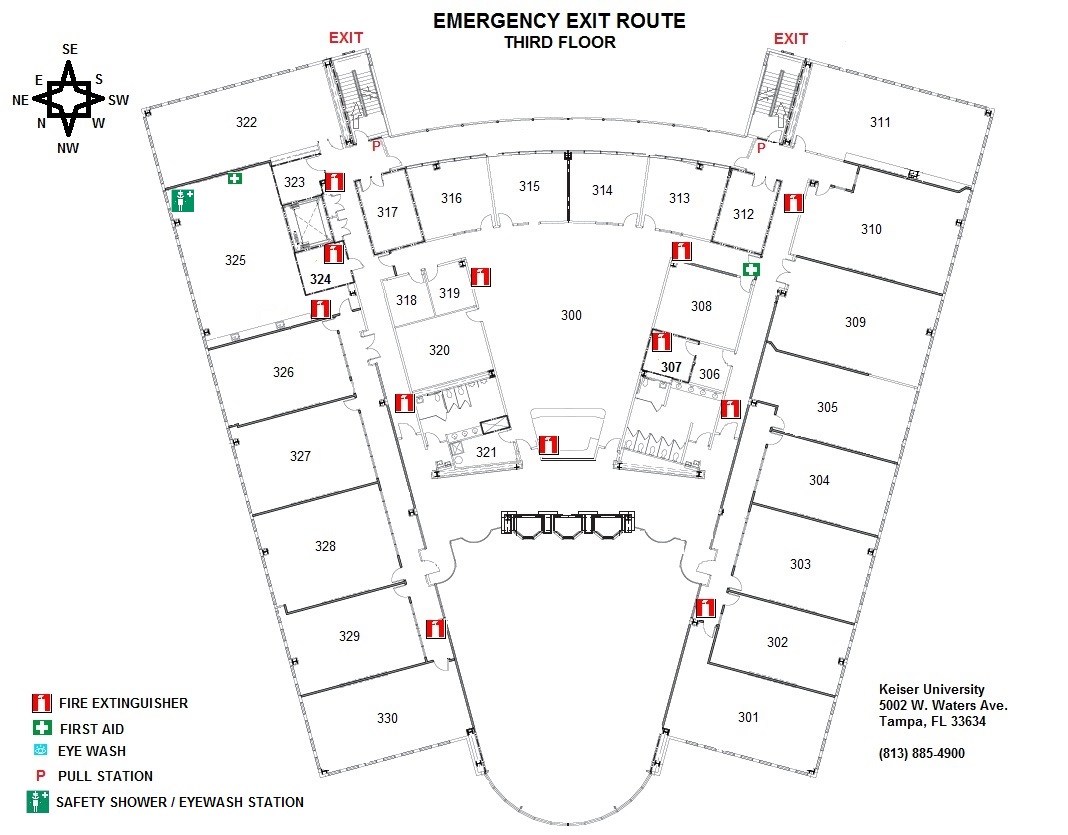 EMERGENCY EXIT ROUTE
THIRD FLOOR
EXIT
EXIT
SE
E S
NE SW
N W
NW
322
311
P
P
323
316
315
314
313
317
312
310
325
324
318
319
300
308
309
320
326
307
306
305
327
321
304
328
303
329
302
330
301
FIRE EXTINGUISHER
FIRST AID
EYE WASH
P PULL STATION
SAFETY SHOWER / EYEWASH STATION
Keiser University
5002 W. Waters Ave.
Tampa, FL 33634
(813) 885-4900